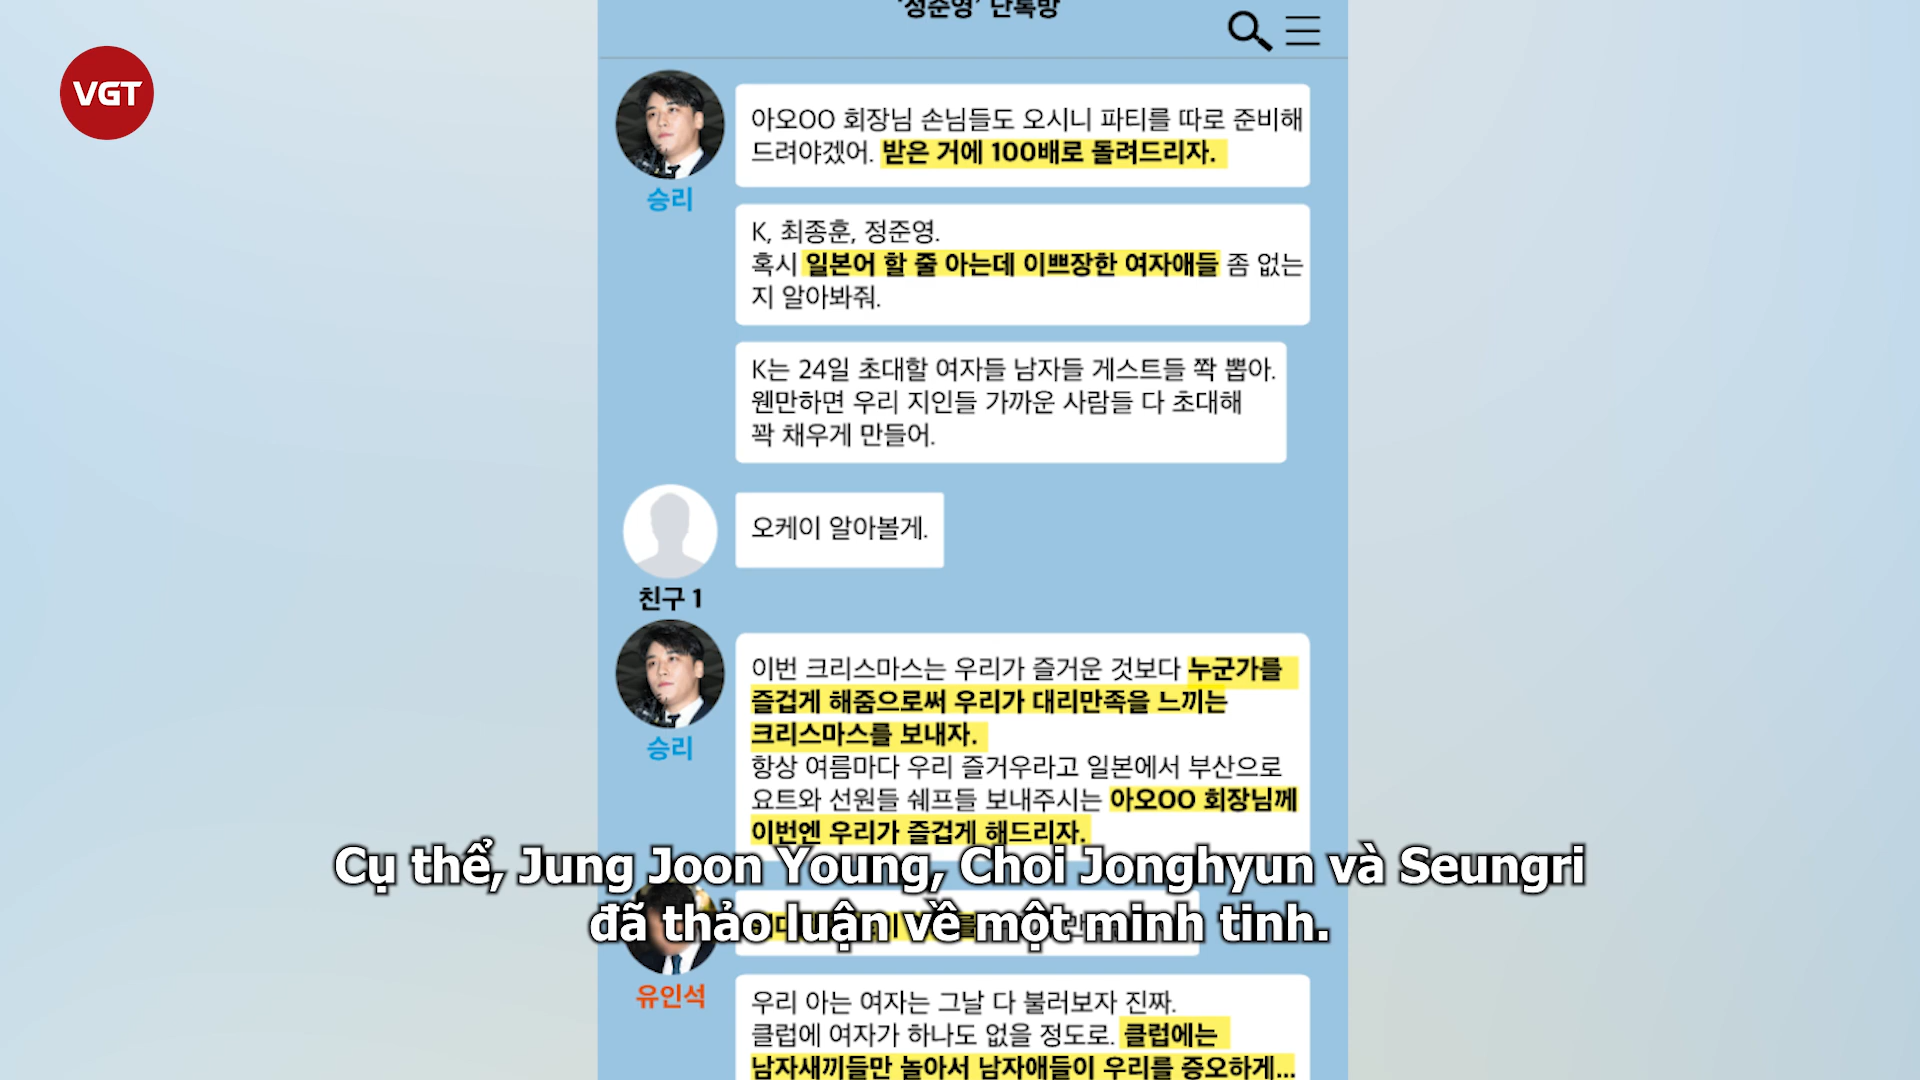 '정준영' 단톡방
VGT
아오OO 회장님 손님들도 오시니 파티를 따로 준비해
드려야겠어. 받은 거에 100배로 돌려드리자.
승리
K, 최종훈, 정준영.
혹시 일본어 할 줄 아는데 이쁘장한 여자애들 좀 없는
지 알아봐줘.
K는 24일 초대할 여자들 남자들 게스트들 쫙 뽑아.
웬만하면 우리 지인들 가까운 사람들 다 초대해
꽉 채우게 만들어.
오케이 알아볼게.
친구 1
이번 크리스마스는 우리가 즐거운 것보다 누군가를
즐겁게 해줌으로써 우리가 대리만족을 느끼는
크리스마스를 보내자.
승리
항상 여름마다 우리 즐거우라고 일본에서 부산으로
요트와 선원들 쉐프들 보내주시는 아오OO 회장님께
이번엔 우리가 즐겁게 해드리자.
Cụ thể, Jung Joon Young, Choi Jonghyun và Seungri
đã thảo luận về một minh tinh.
유인석
우리 아는 여자는 그날 다 불러보자 진짜.
클럽에 여자가 하나도 없을 정도로. 클럽에는
남자새끼들만 놀아서 남자애들이 우리를 증오하게...